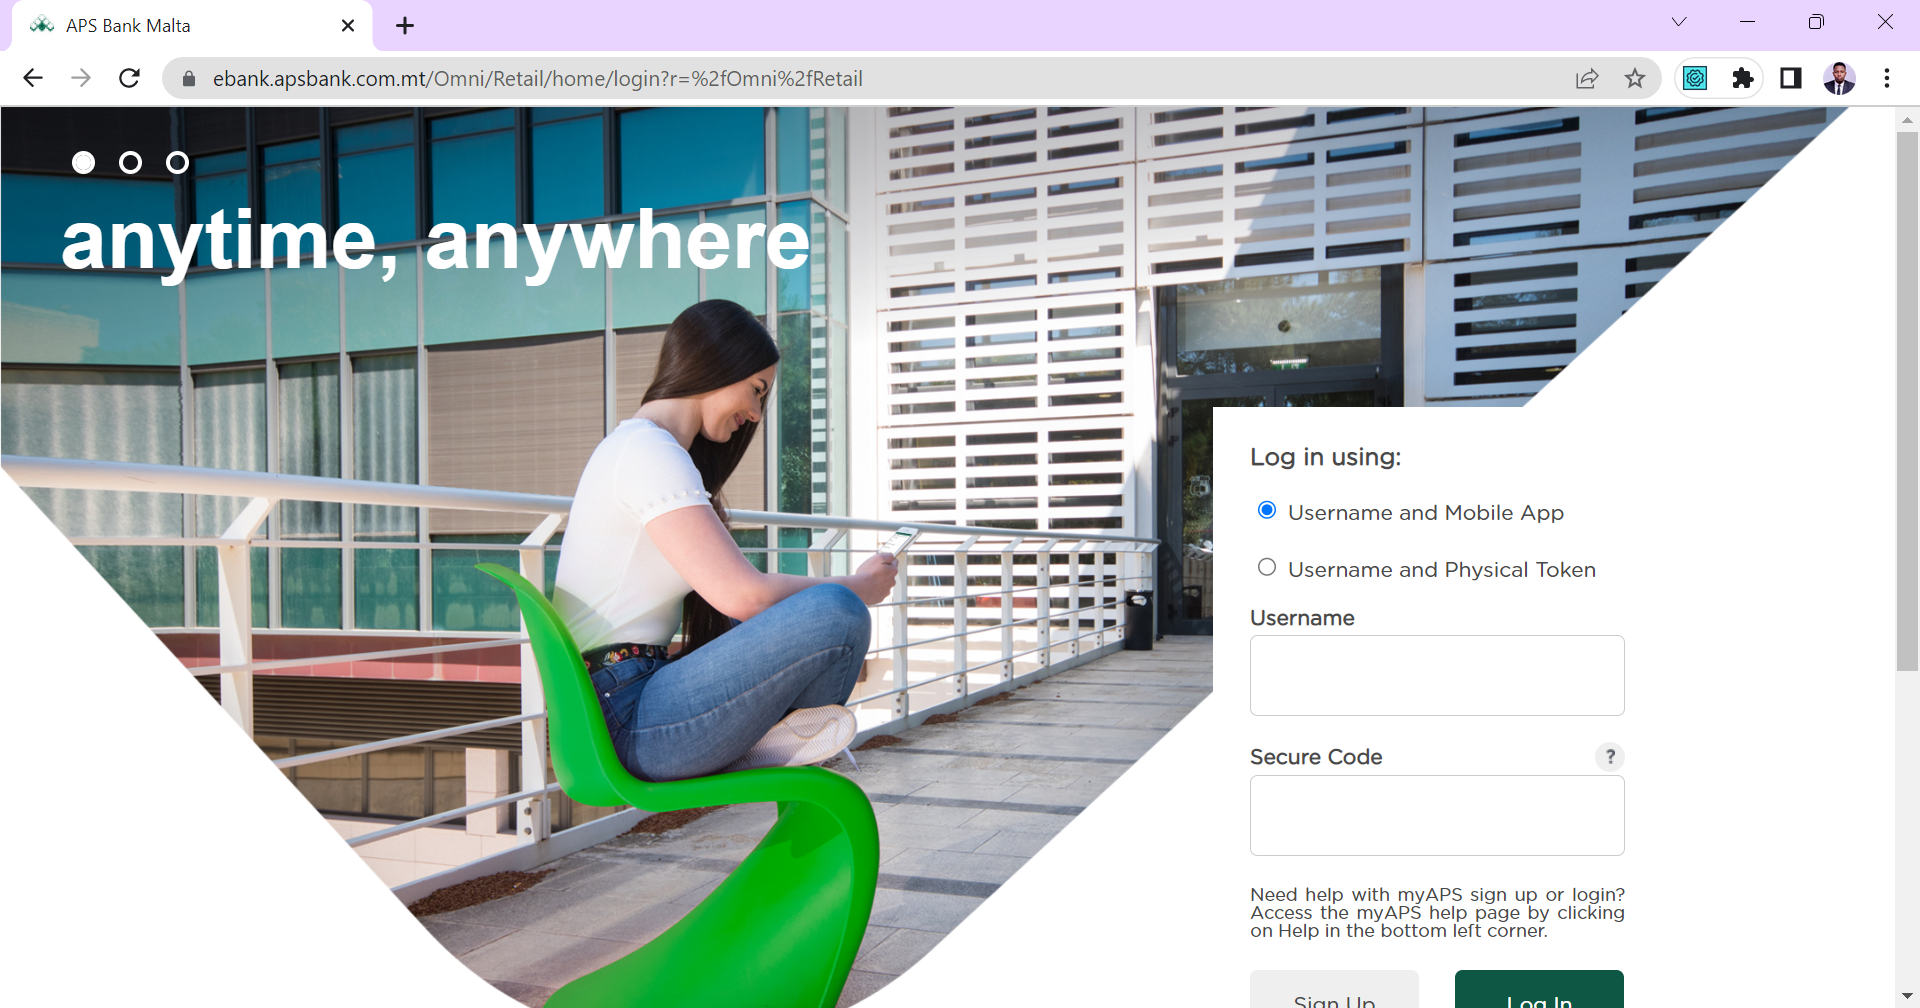 APS Bank Malta
ebank.apsbank.com.mt/Omni/Retail/home/login?r=%2fOmni%2fRetail
anytime, anywhere
Log in using:
Username and Mobile App
Username and Physical Token
Username
Secure Code
?
Need help with myAPS sign up or login?
Access the myAPS help page by clicking
on Help in the bottom left corner.
Sign Up
Log In